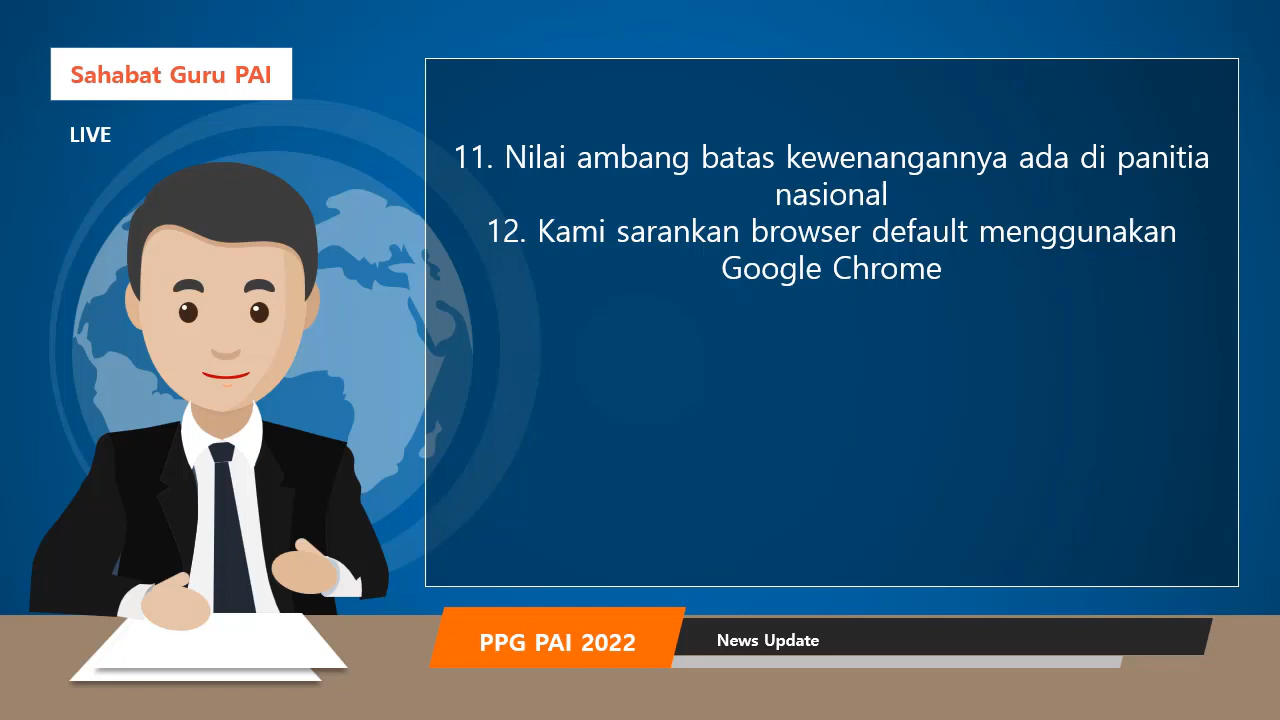 Sahabat Guru PAI
LIVE
11. Nilai ambang batas kewenangannya ada di panitia
nasional
12. Kami sarankan browser default menggunakan
Google Chrome
PPG PAI 2022
News Update